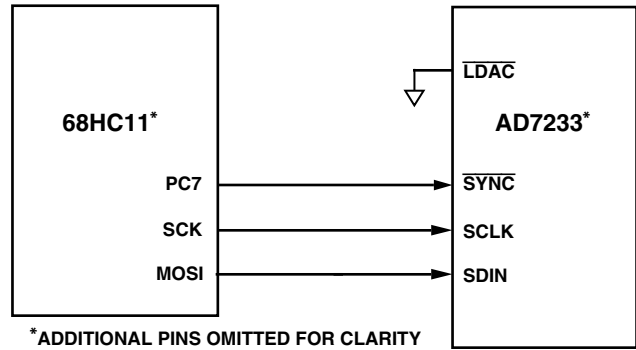 LDAC
68HC11*
AD7233*
PC7
SYNC
SCK
SCLK
MOSI
SDIN
*ADDITIONAL PINS OMITTED FOR CLARITY